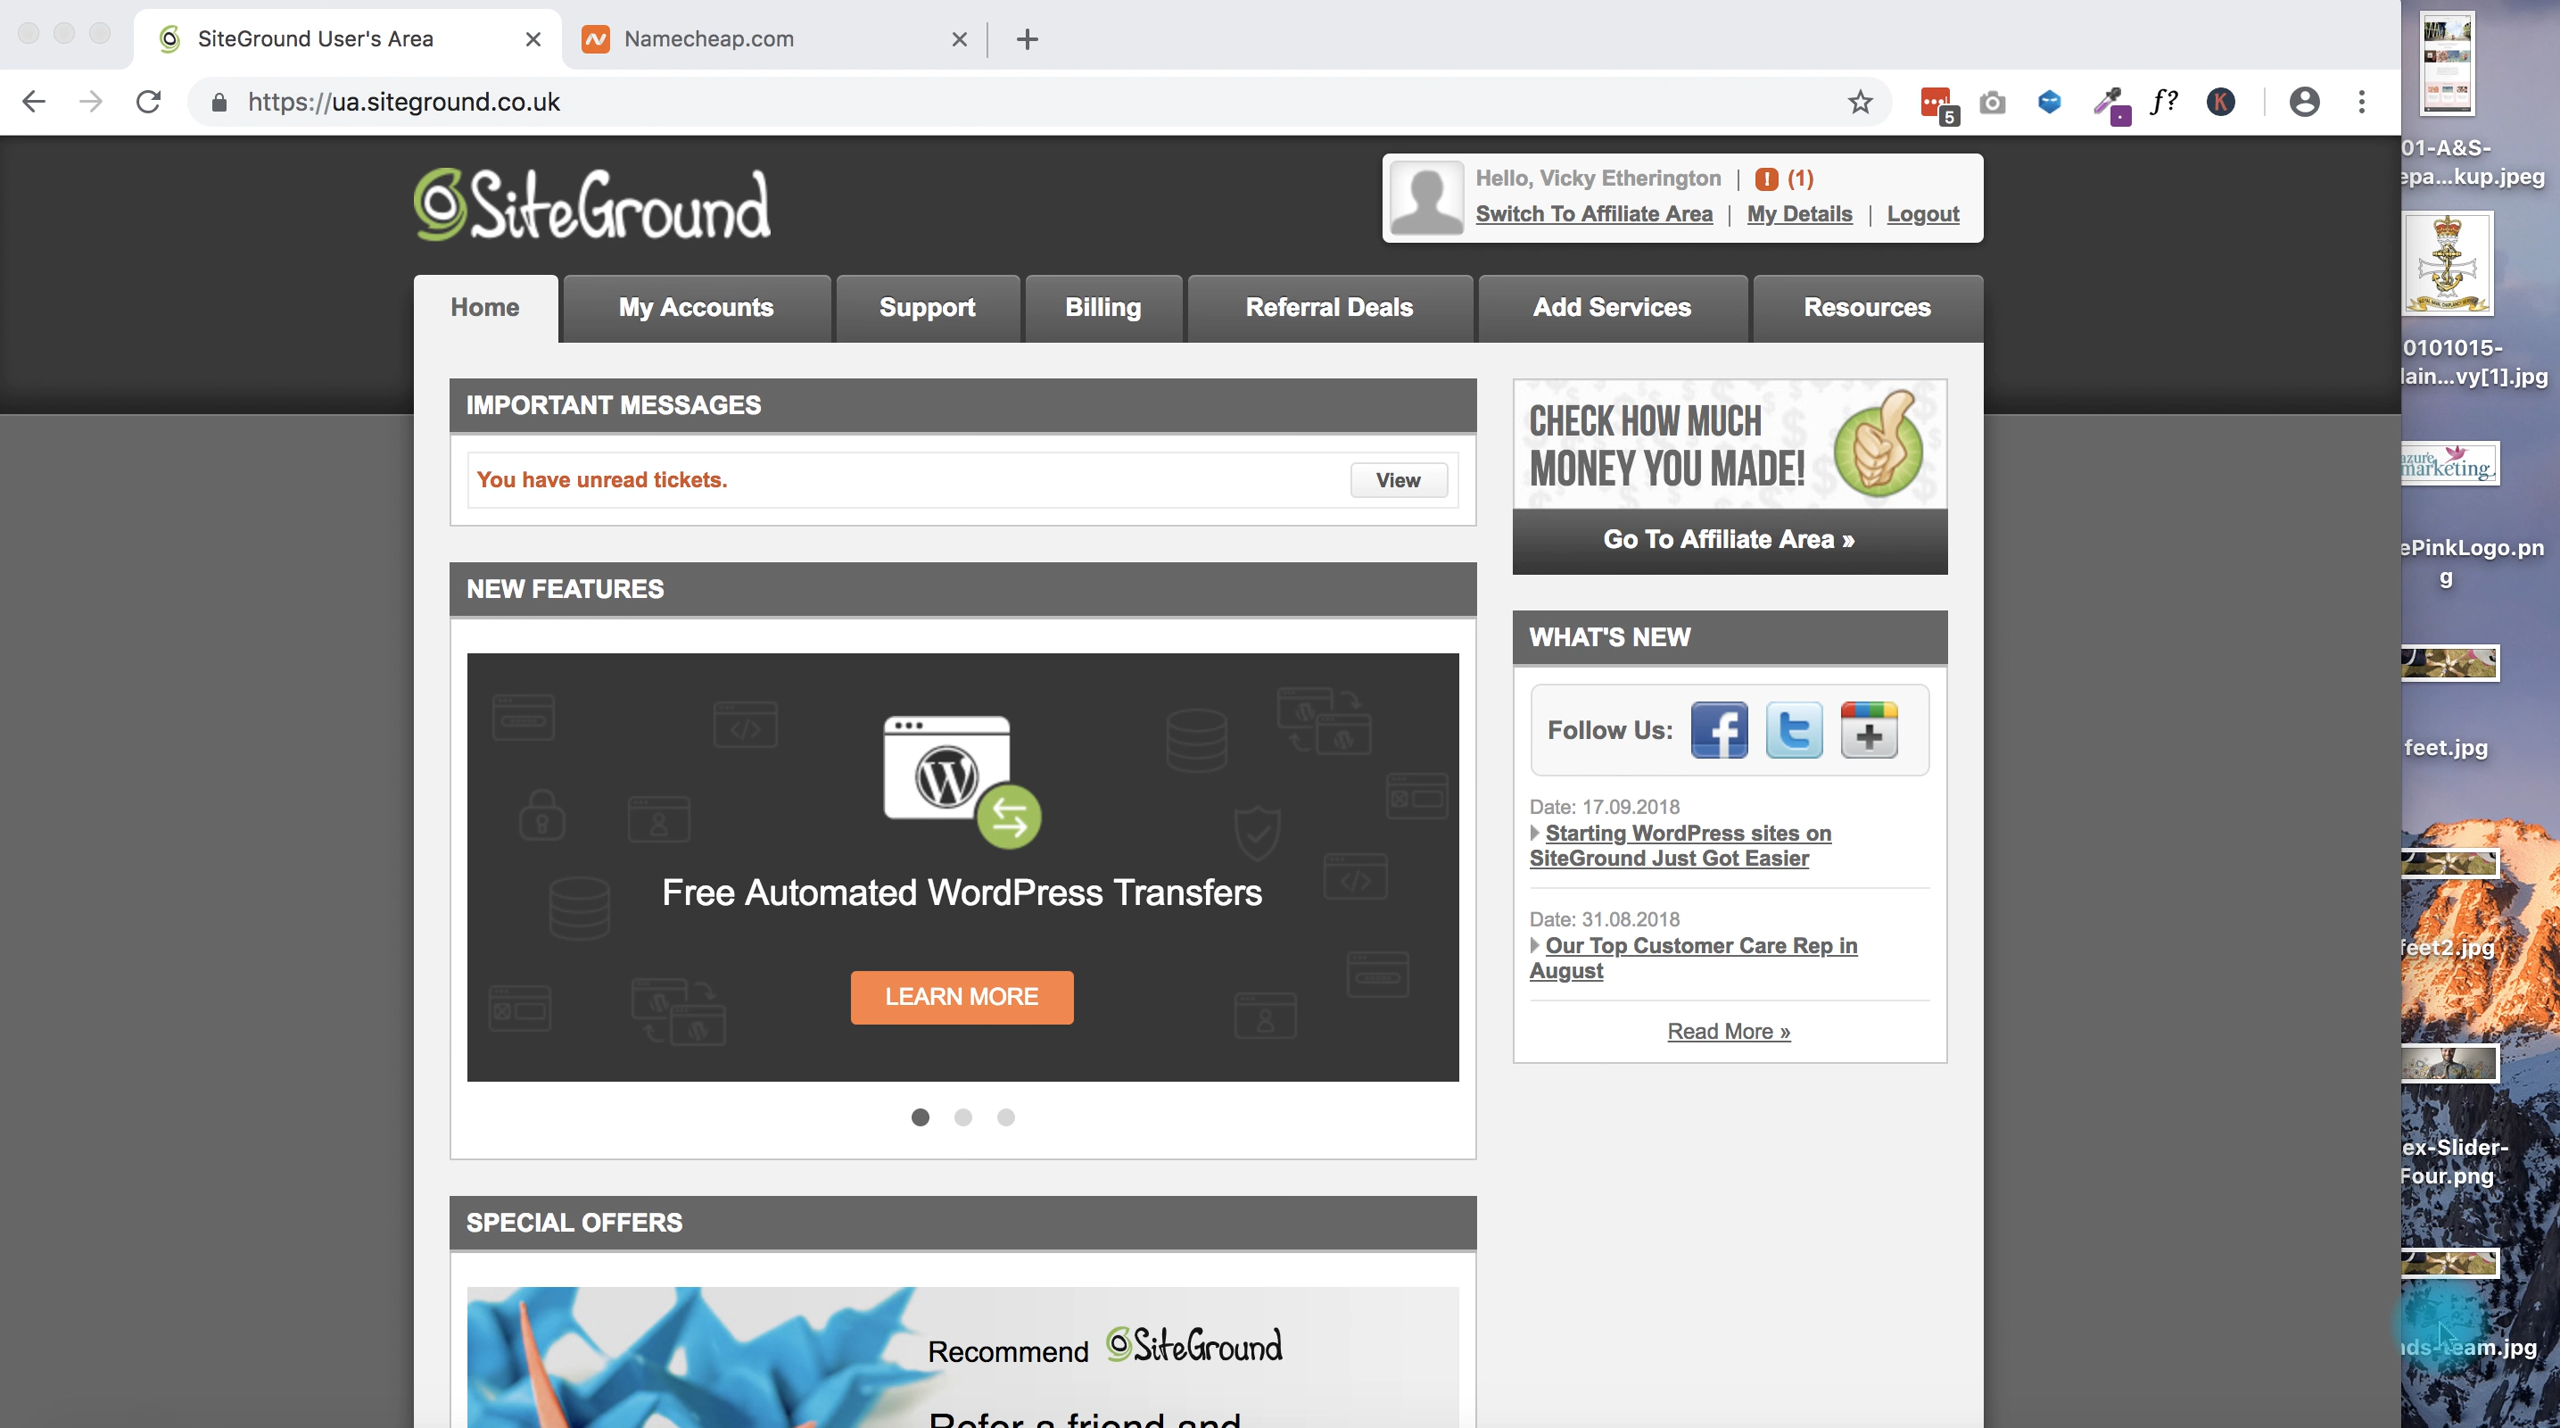 SiteGround User's Area
Namecheap.com
https://ua.siteground.co.uk
5
f?
K
SiteGround
Hello, Vicky Etherington | ! (1)
Switch To Affiliate Area | My Details | Logout
Home
My Accounts
Support
Billing
Referral Deals
Add Services
Resources
IMPORTANT MESSAGES
You have unread tickets.
View
NEW FEATURES
Free Automated WordPress Transfers
LEARN MORE
SPECIAL OFFERS
Recommend SiteGround
Refer a friend and
CHECK HOW MUCH
MONEY YOU MADE!
Go To Affiliate Area »
WHAT'S NEW
Follow Us:
Date: 17.09.2018
Starting WordPress sites on
SiteGround Just Got Easier
Date: 31.08.2018
Our Top Customer Care Rep in
August
Read More »
01-A&S-
epa...kup.jpeg
0101015-
lain...vy[1].jpg
azure
marketing
ePinkLogo.pn
g
feet.jpg
feet2.jpg
ex-Slider-
Four.png
nds-team.jpg